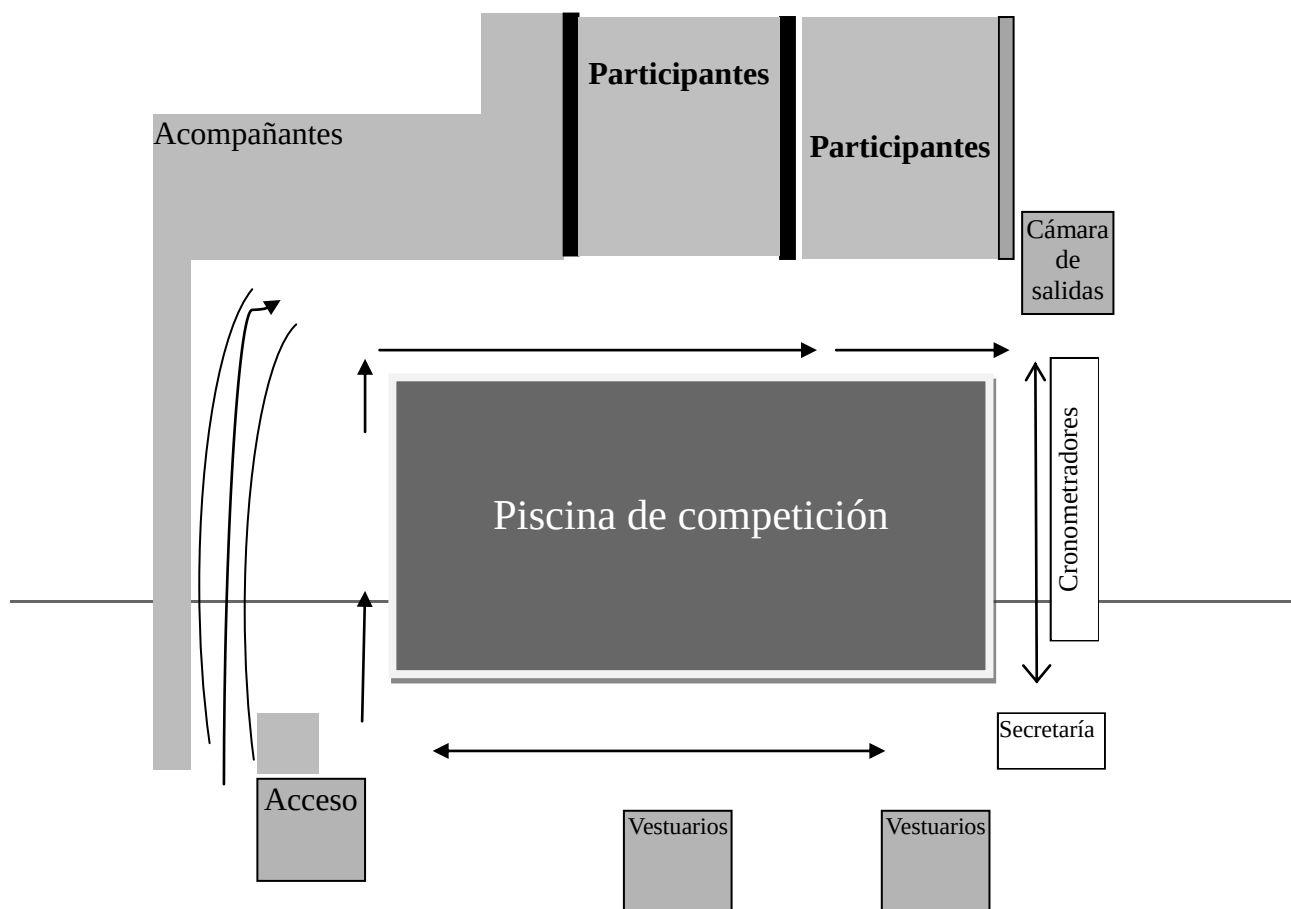 Participantes
Acompañantes
Participantes
Cámara
de
salidas
Cronometradores
Piscina de competición
Secretaría
Acceso
Vestuarios
Vestuarios